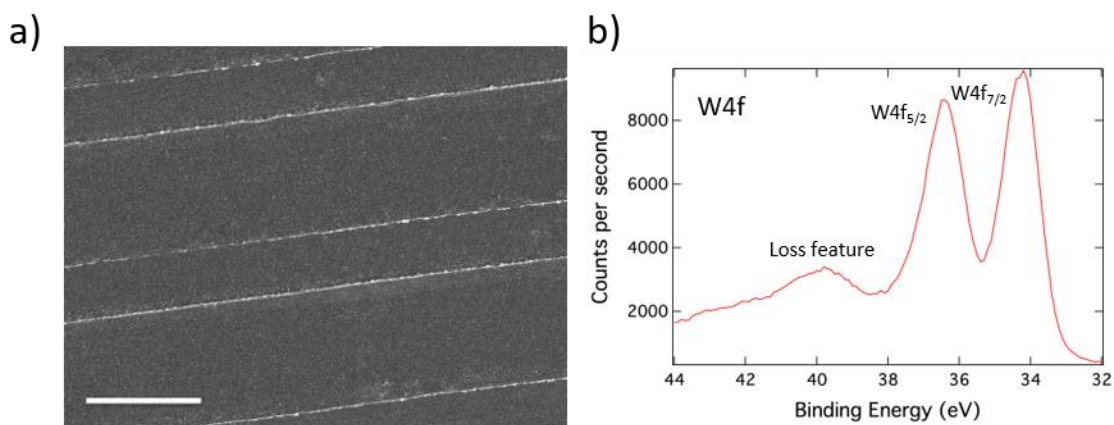 a)
b)
W4f
W4f5/2
W4f7/2
Loss feature
Counts per second
8000
6000
4000
2000
44
42
40
38
36
34
32
Binding Energy (eV)